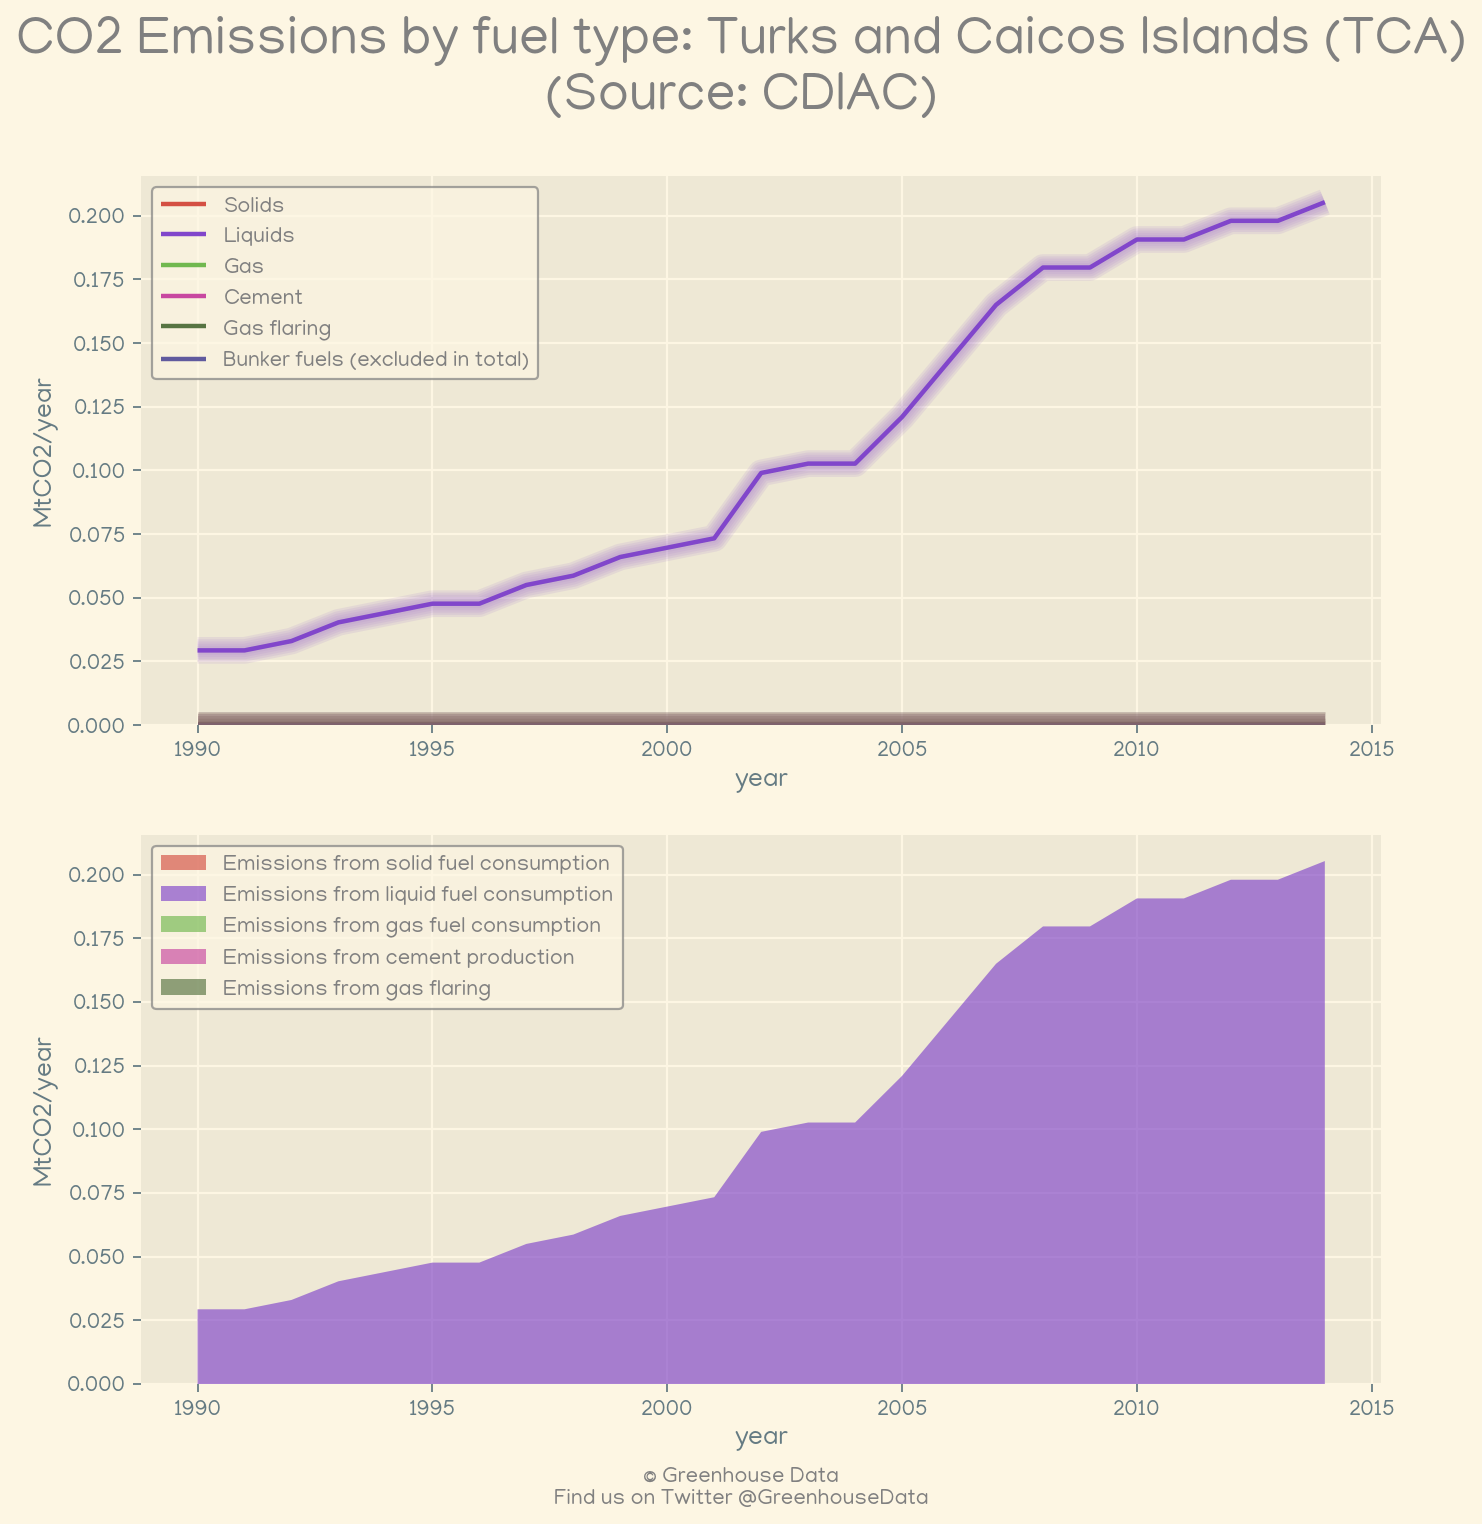 CO2 Emissions by fuel type: Turks and Caicos Islands (TCA)
(Source: CDIAC)
Solids
Liquids
Gas
Cement
Gas flaring
Bunker fuels (excluded in total)
MtCO2/year
0.200
0.175
0.150
0.125
0.100
0.075
0.050
0.025
0.000
1990 1995 2000 2005 2010 2015
year
Emissions from solid fuel consumption
Emissions from liquid fuel consumption
Emissions from gas fuel consumption
Emissions from cement production
Emissions from gas flaring
MtCO2/year
0.200
0.175
0.150
0.125
0.100
0.075
0.050
0.025
0.000
1990 1995 2000 2005 2010 2015
year
© Greenhouse Data
Find us on Twitter @GreenhouseData